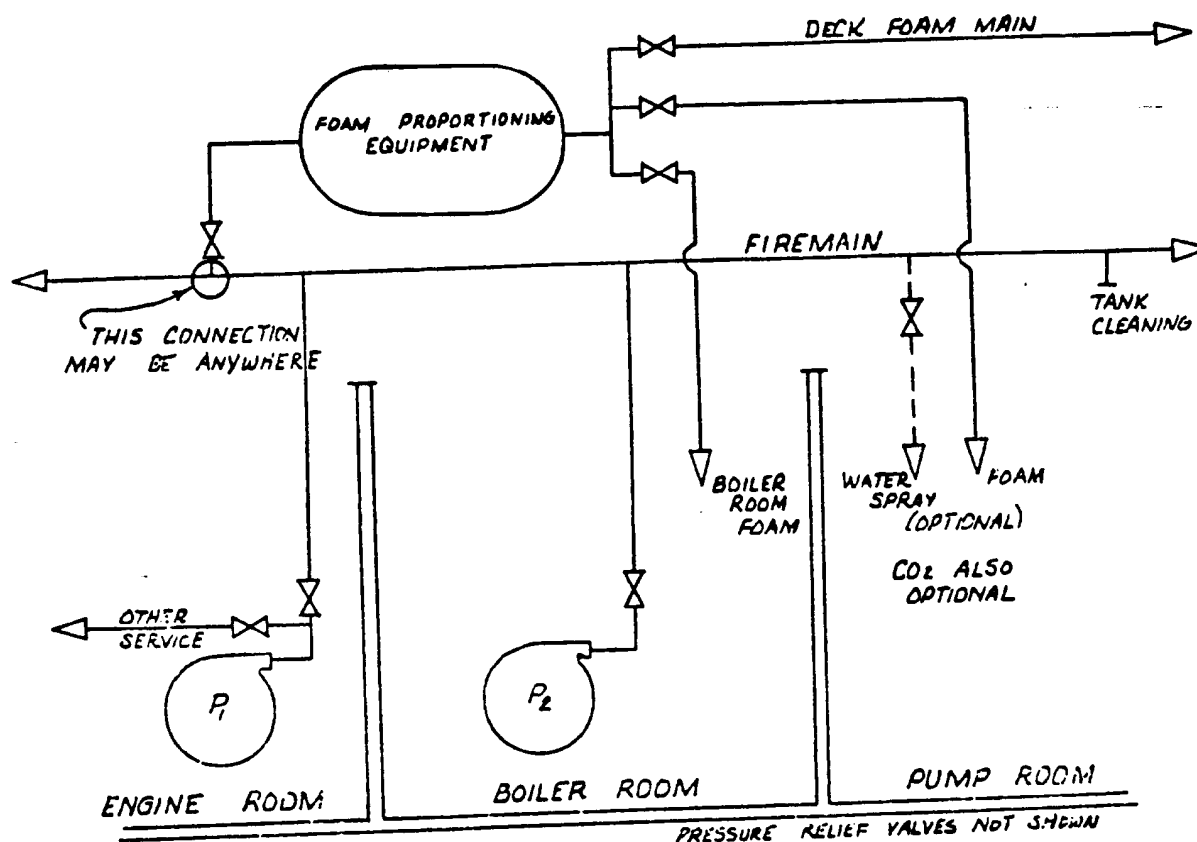 DECK FOAM MAIN
FOAM PROPORTIONING
EQUIPMENT
FIREMAIN
THIS CONNECTION
MAY BE ANYWHERE
TANK
CLEANING
BOILER
ROOM
FOAM
WATER
SPRAY
(OPTIONAL)
FOAM
CO2 ALSO
OPTIONAL
OTHER
SERVICE
P1
P2
ENGINE ROOM
BOILER ROOM
PUMP ROOM
PRESSURE RELIEF VALVES NOT SHOWN